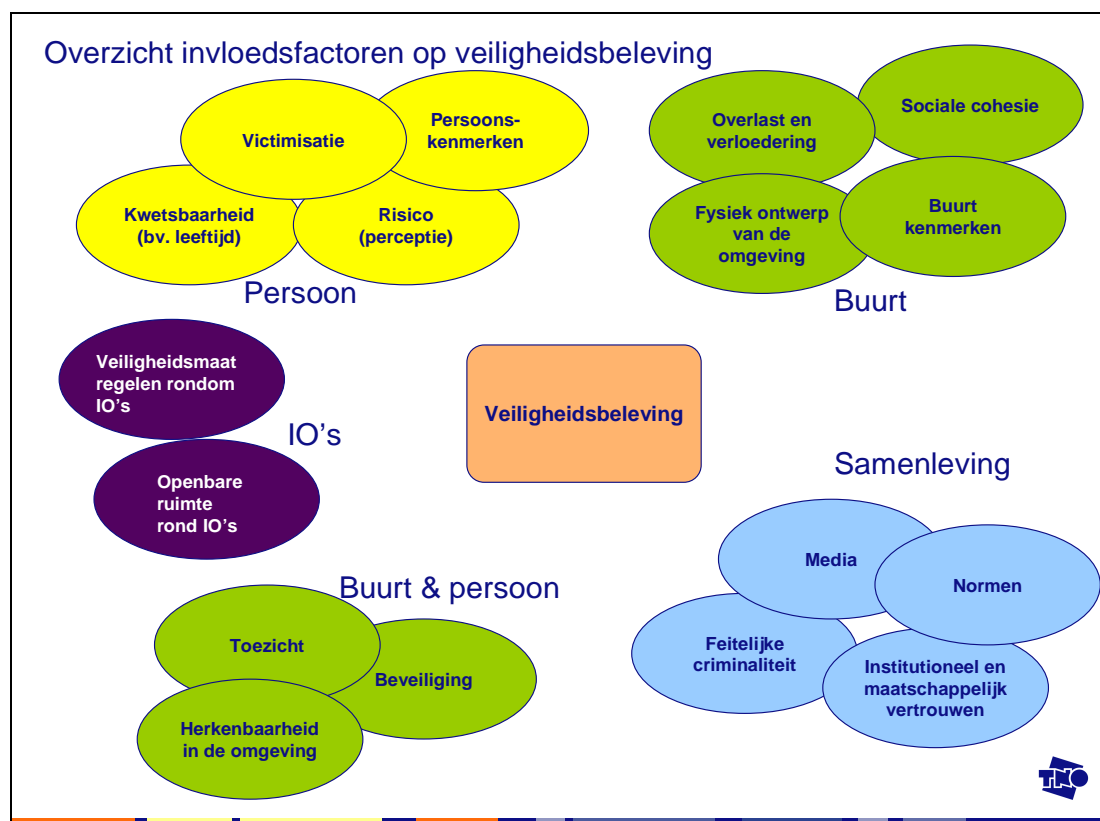 Overzicht invloedsfactoren op veiligheidsbeleving
Victimisatie
Persoons-
kenmerken
Kwetsbaarheid
(bv. leeftijd)
Risico
(perceptie)
Persoon
Overlast en
verloedering
Sociale cohesie
Fysiek ontwerp
van de
omgeving
Buurt
kenmerken
Buurt
Veiligheidsmaat
regelen rondom
IO’s
IO’s
Openbare
ruimte
rond IO’s
Veiligheidsbeleving
Samenleving
Media
Normen
Feitelijke
criminaliteit
Institutioneel en
maatschappelijk
vertrouwen
Buurt & persoon
Toezicht
Beveiliging
Herkenbaarheid
in de omgeving
TNO